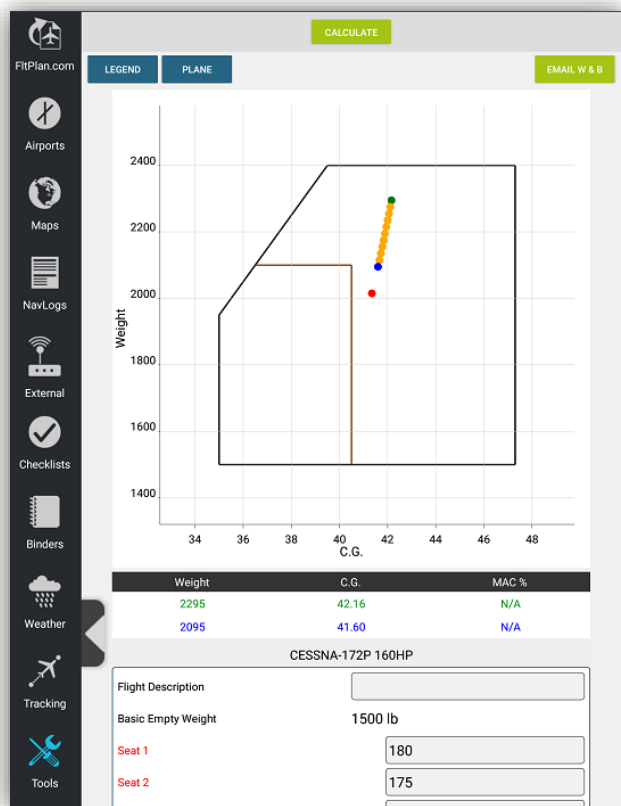 CALCULATE
FltPlan.com
LEGEND
PLANE
EMAIL W & B
Airports
Maps
NavLogs
External
Checklists
Binders
Weather
Tracking
Tools
Weight
2400
2200
2000
1800
1600
1400
34 36 38 40 42 44 46 48
C.G.
Weight C.G. MAC %
2295 42.16 N/A
2095 41.60 N/A
CESSNA-172P 160HP
Flight Description
Basic Empty Weight 1500 lb
Seat 1 180
Seat 2 175